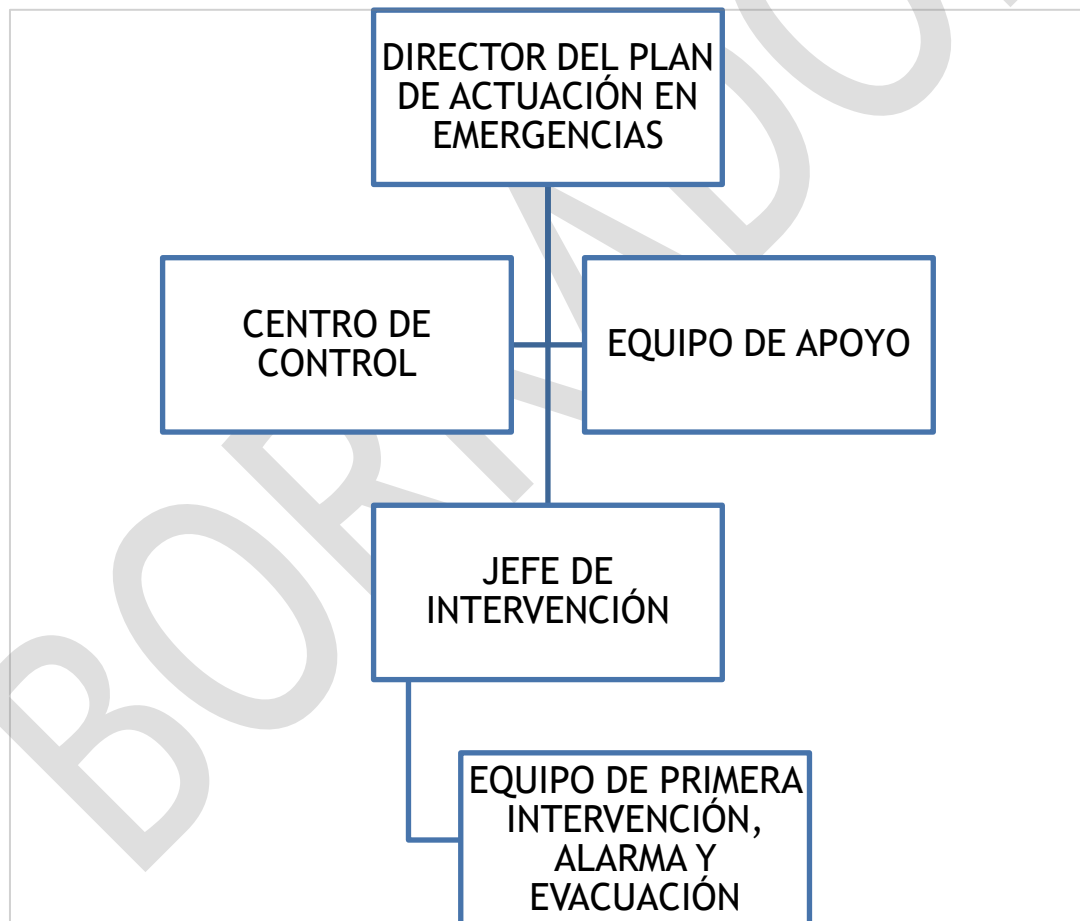 DIRECTOR DEL PLAN
DE ACTUACIÓN EN
EMERGENCIAS
CENTRO DE
CONTROL
EQUIPO DE APOYO
JEFE DE
INTERVENCIÓN
EQUIPO DE PRIMERA
INTERVENCIÓN,
ALARMA Y
EVACUACIÓN
BORRADOR